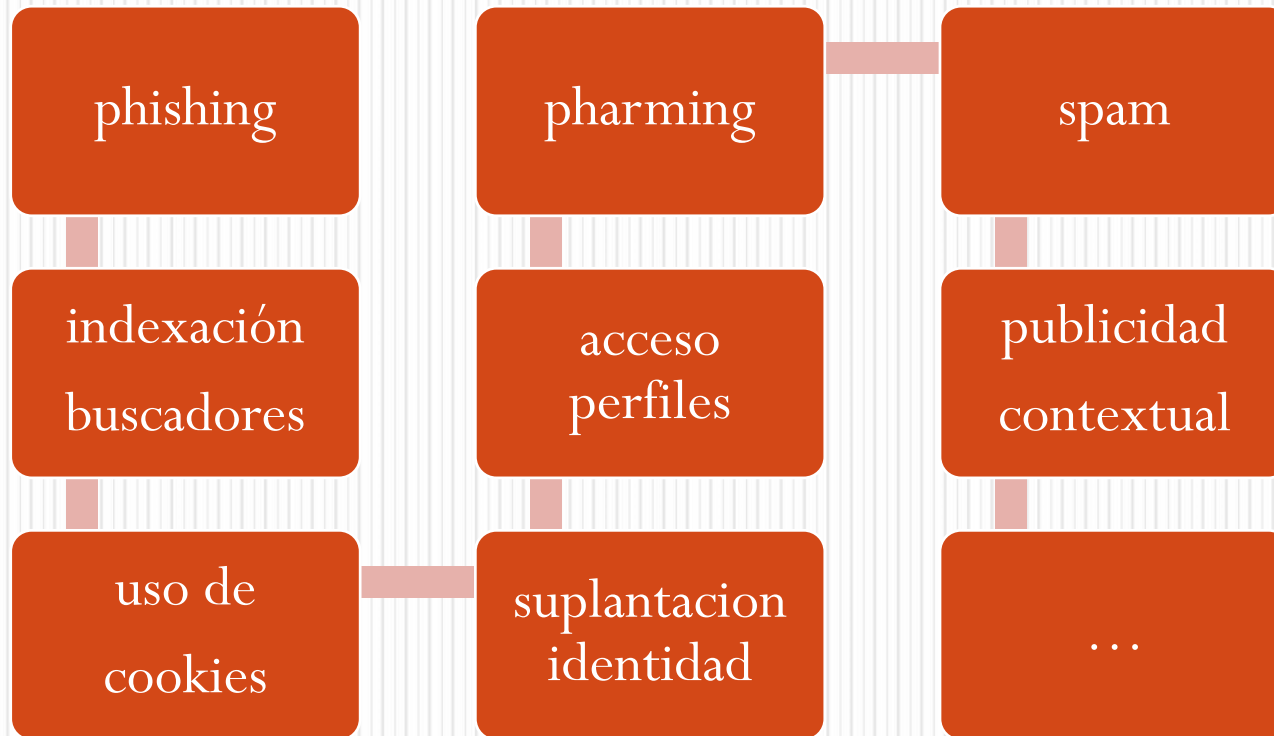 phishing
indexación
buscadores
uso de
cookies
suplantacion
identidad
acceso
perfiles
pharming
spam
publicidad
contextual
…